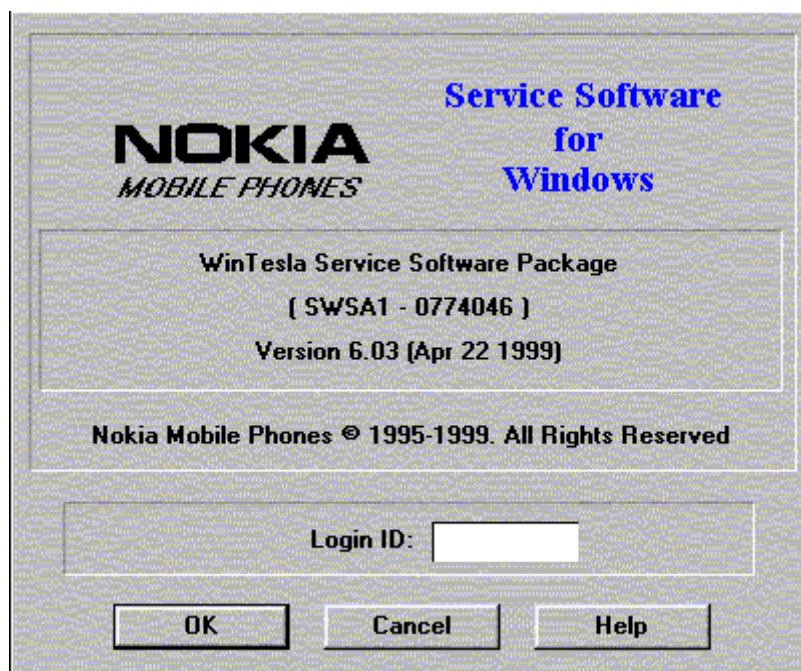 Service Software
for
Windows
NOKIA
MOBILE PHONES
WinTesla Service Software Package
( SWSA1 - 0774046 )
Version 6.03 (Apr 22 1999)
Nokia Mobile Phones © 1995-1999. All Rights Reserved
Login ID:
OK Cancel Help